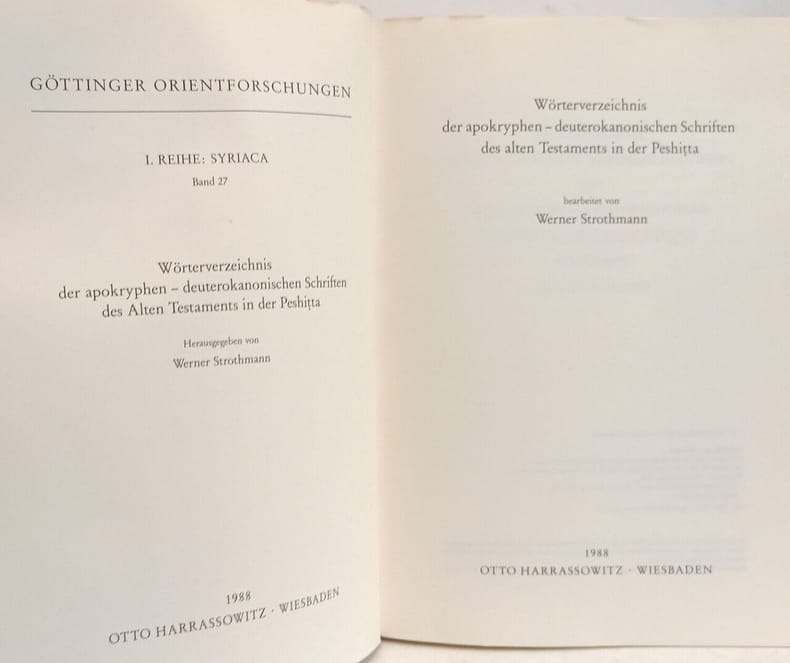 GÖTTINGER ORIENTFORSCHUNGEN
I. REIHE: SYRIACA
Band 27
Wörterverzeichnis
der apokryphen – deuterokanonischen Schriften
des Alten Testaments in der Peshiṭta
Herausgegeben von
Werner Strothmann
1988
OTTO HARRASSOWITZ · WIESBADEN
Wörterverzeichnis
der apokryphen – deuterokanonischen Schriften
des alten Testaments in der Peshiṭta
bearbeitet von
Werner Strothmann
1988
OTTO HARRASSOWITZ · WIESBADEN